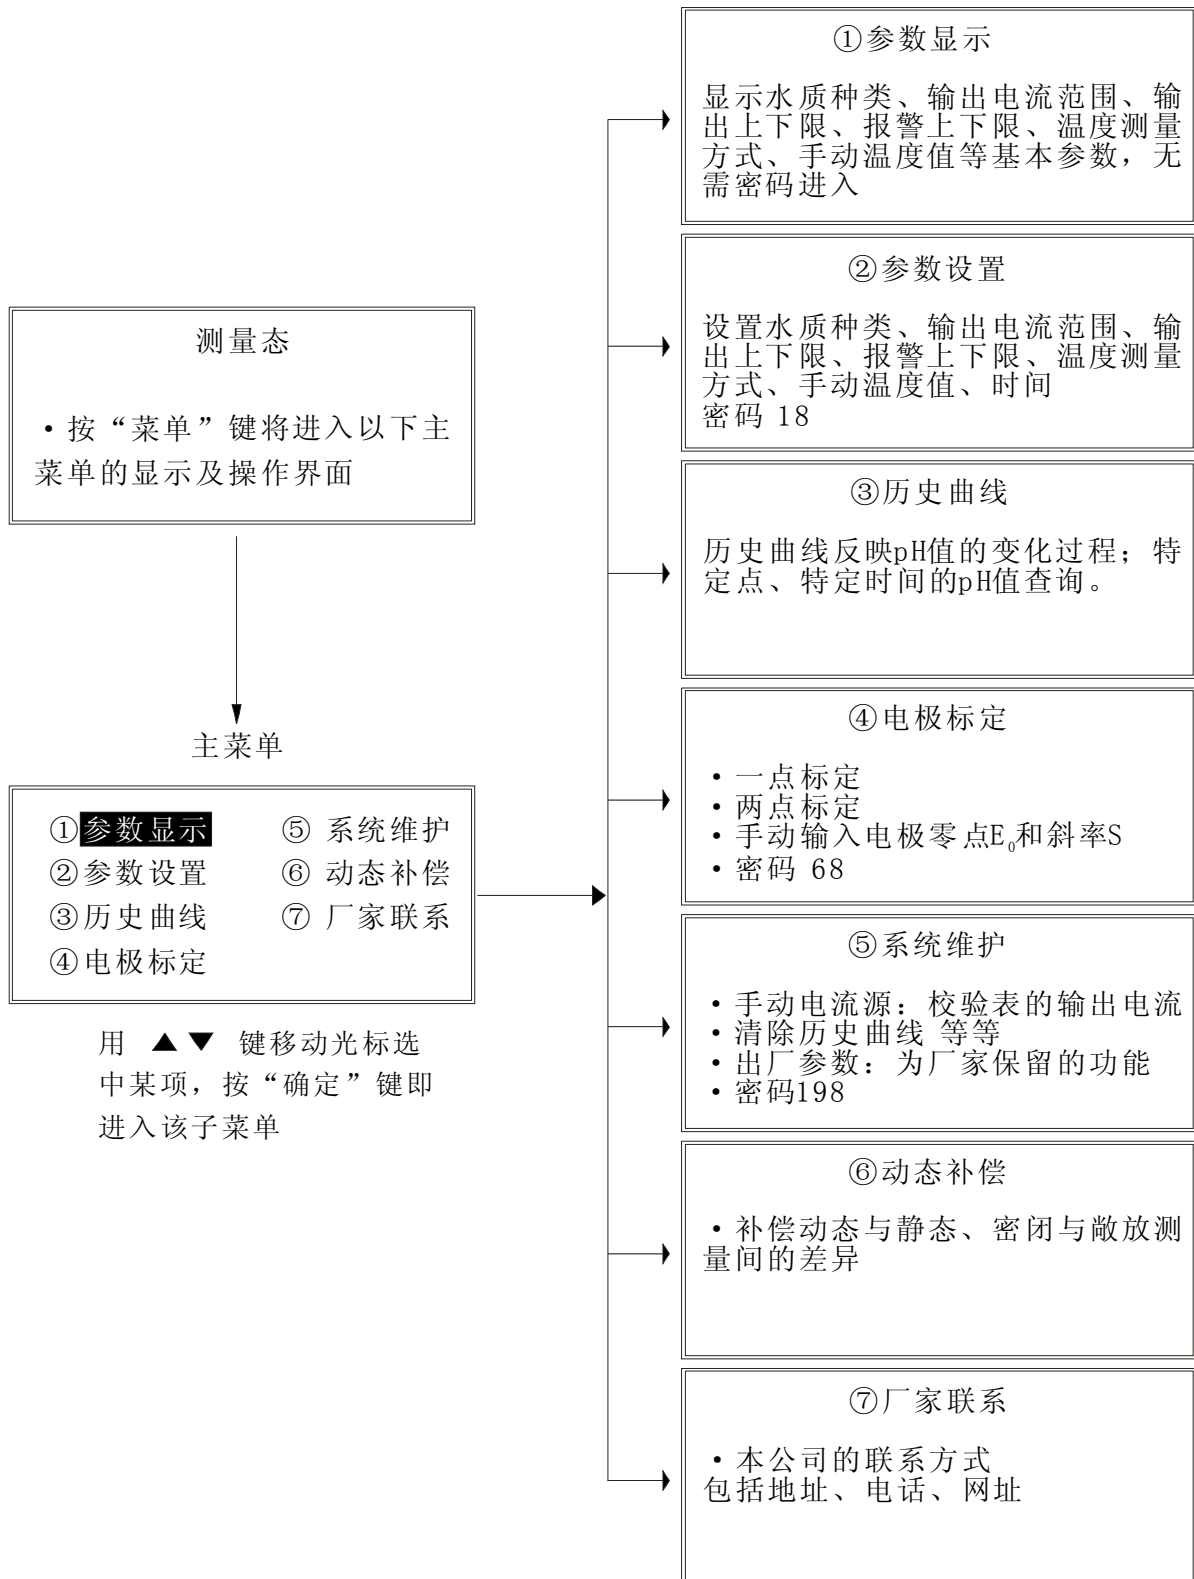 测量态
•按“菜单”键将进入以下主
菜单的显示及操作界面
主菜单
①参数显示 ⑤ 系统维护
②参数设置 ⑥ 动态补偿
③历史曲线 ⑦ 厂家联系
④电极标定
用 ▲▼ 键移动光标选
中某项，按“确定”键即
进入该子菜单
①参数显示
显示水质种类、输出电流范围、输
出上下限、报警上下限、温度测量
方式、手动温度值等基本参数，无
需密码进入
②参数设置
设置水质种类、输出电流范围、输
出上下限、报警上下限、温度测量
方式、手动温度值、时间
密码 18
③历史曲线
历史曲线反映pH值的变化过程；特
定点、特定时间的pH值查询。
④电极标定
•一点标定
•两点标定
•手动输入电极零点E₀和斜率S
•密码 68
⑤系统维护
•手动电流源：校验表的输出电流
•清除历史曲线 等等
•出厂参数：为厂家保留的功能
•密码198
⑥动态补偿
•补偿动态与静态、密闭与敞放测
量间的差异
⑦厂家联系
•本公司的联系方式
包括地址、电话、网址